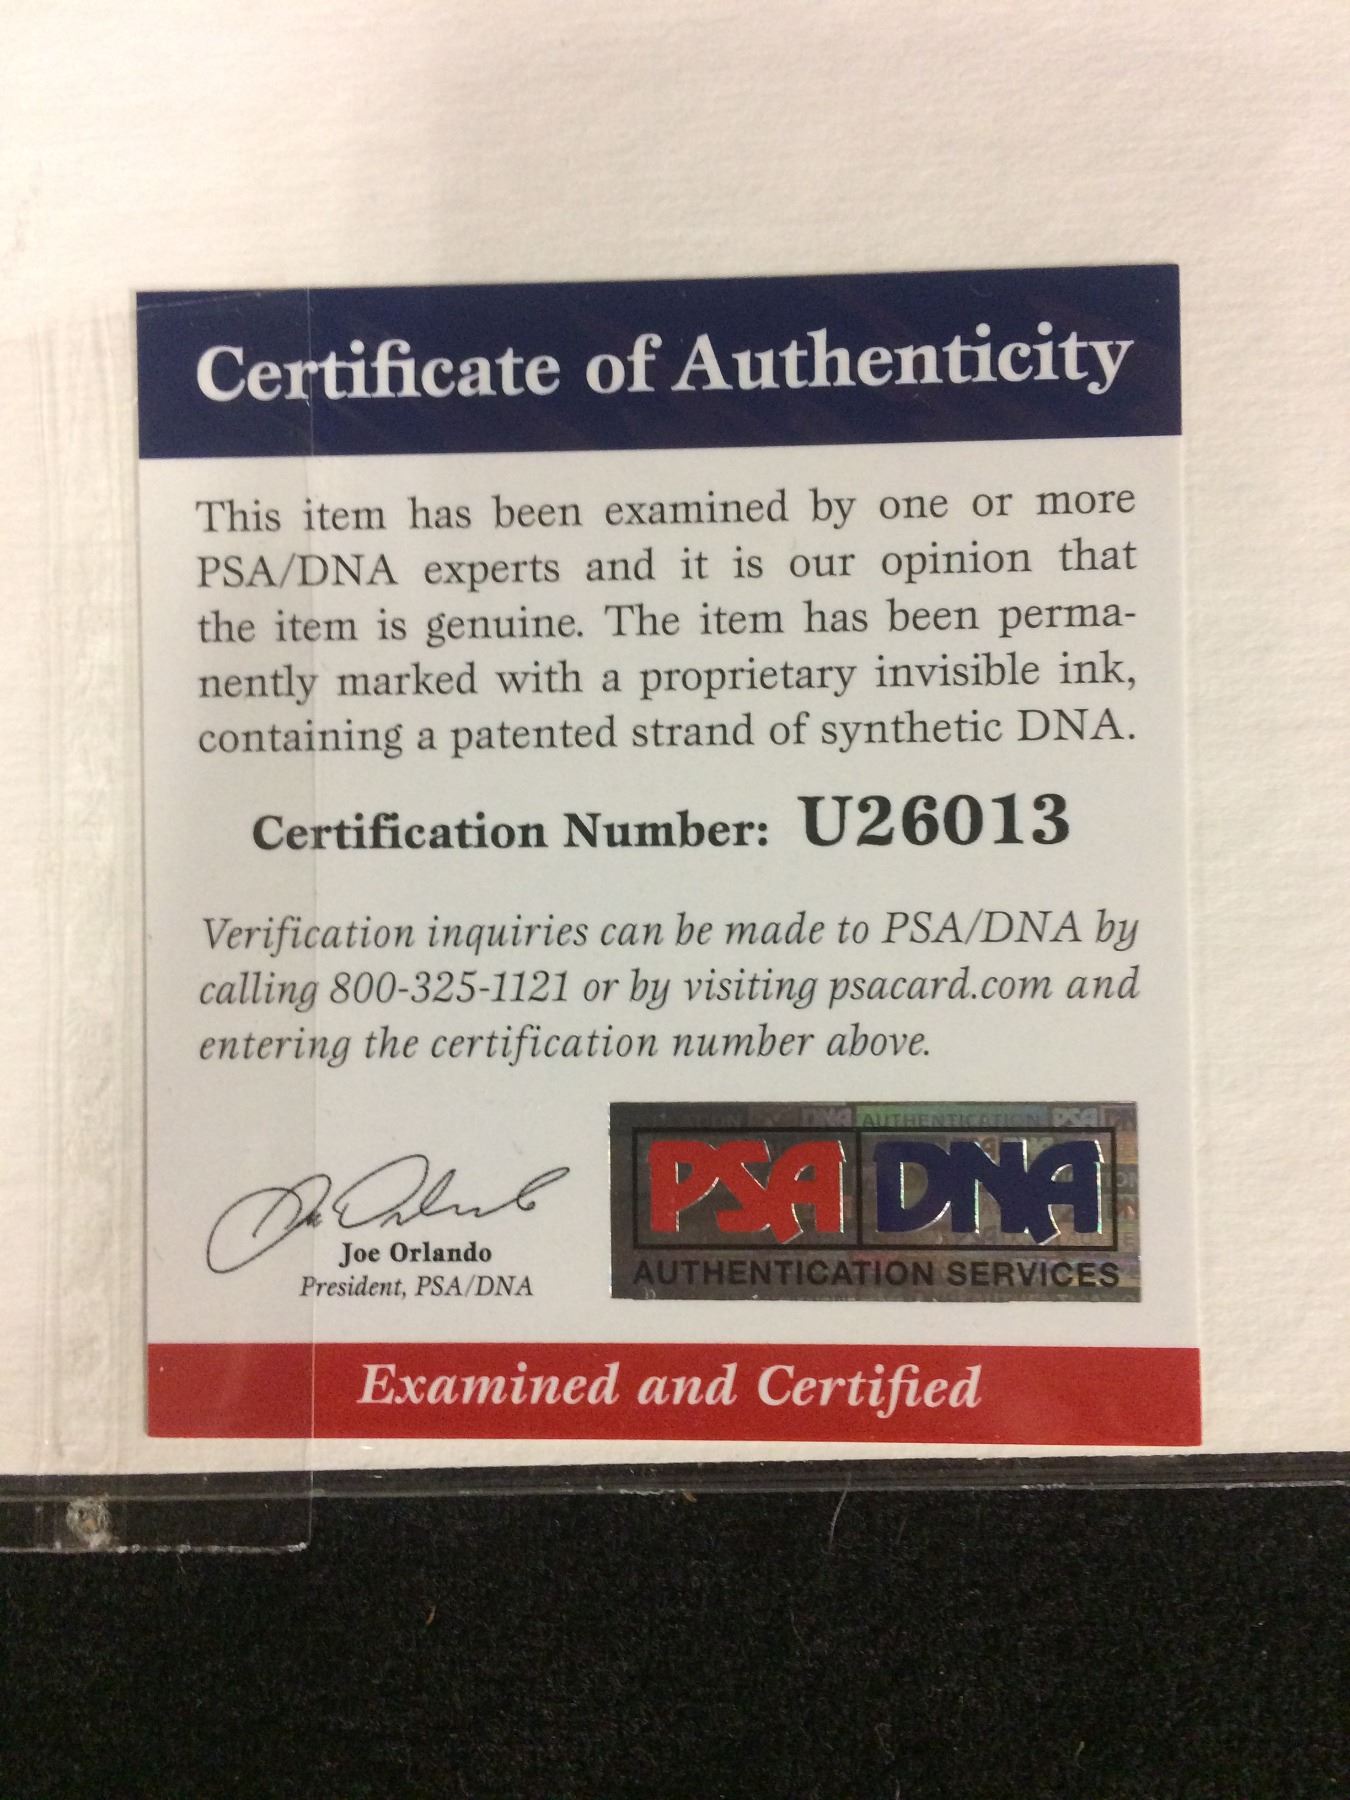 Certificate of Authenticity
This item has been examined by one or more
PSA/DNA experts and it is our opinion that
the item is genuine. The item has been perma-
nently marked with a proprietary invisible ink,
containing a patented strand of synthetic DNA.
Certification Number: U26013
Verification inquiries can be made to PSA/DNA by
calling 800-325-1121 or by visiting psacard.com and
entering the certification number above.
Joe Orlando
President, PSA/DNA
PSA DNA
AUTHENTICATION SERVICES
Examined and Certified